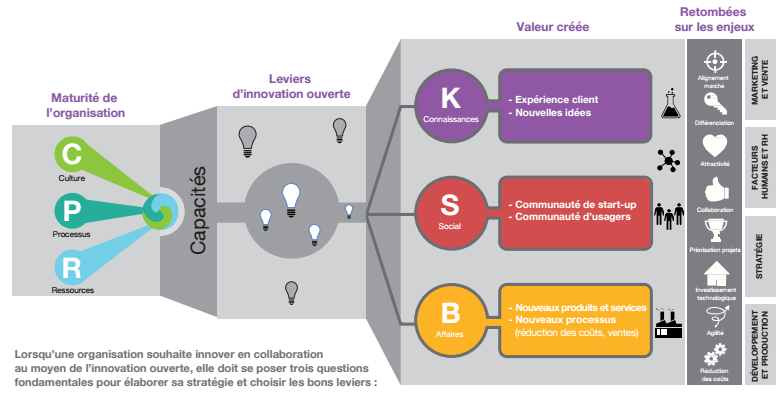 Maturité de
l'organisation
C
Culture
P
Processus
R
Ressources
Capacités
Leviers
d'innovation ouverte
Valeur créée
K
Connaissances
- Expérience client
- Nouvelles idées
S
Social
- Communauté de start-up
- Communauté d'usagers
B
Affaires
- Nouveaux produits et services
- Nouveaux processus
(réduction des coûts, ventes)
Retombées
sur les enjeux
Alignement
marché
Différenciation
Attractivité
Collaboration
Priorisation projets
Investissement
technologique
Agilité
Réduction
des coûts
MARKETING
ET VENTE
FACTEURS
HUMANS ET RH
STRATÉGIE
DÉVELOPPEMENT
ET PRODUCTION
Lorsqu'une organisation souhaite innover en collaboration
au moyen de l'innovation ouverte, elle doit se poser trois questions
fondamentales pour élaborer sa stratégie et choisir les bons leviers :